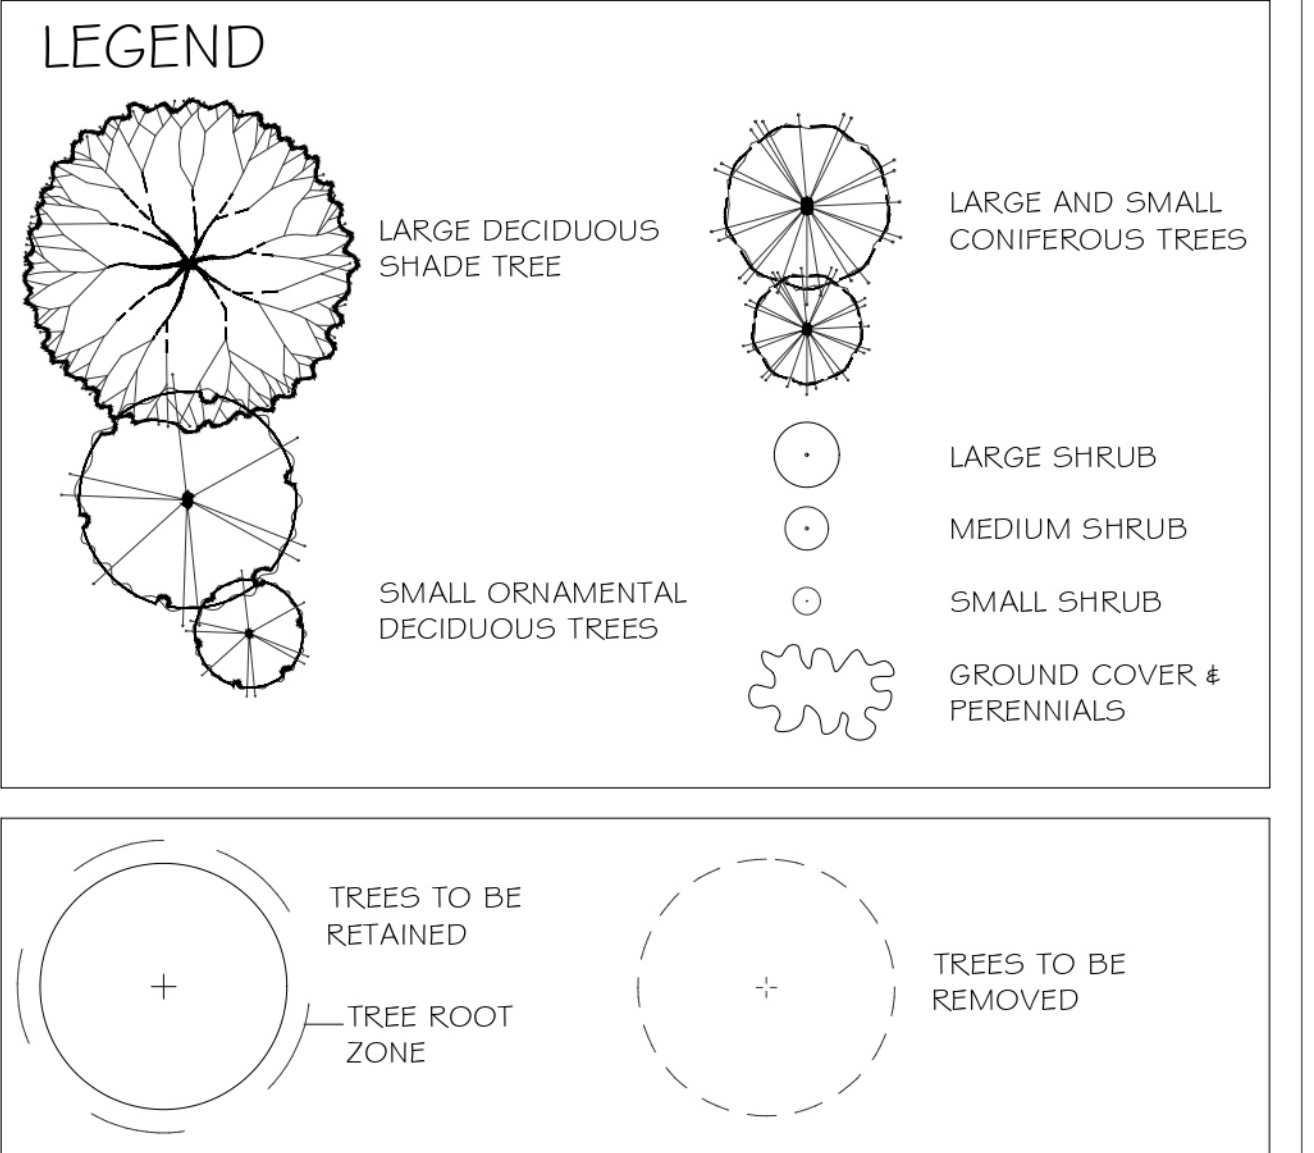 LEGEND
LARGE DECIDUOUS
SHADE TREE
SMALL ORNAMENTAL
DECIDUOUS TREES
LARGE AND SMALL
CONIFEROUS TREES
LARGE SHRUB
MEDIUM SHRUB
SMALL SHRUB
GROUND COVER &
PERENNIALS
TREES TO BE
RETAINED
TREE ROOT
ZONE
TREES TO BE
REMOVED